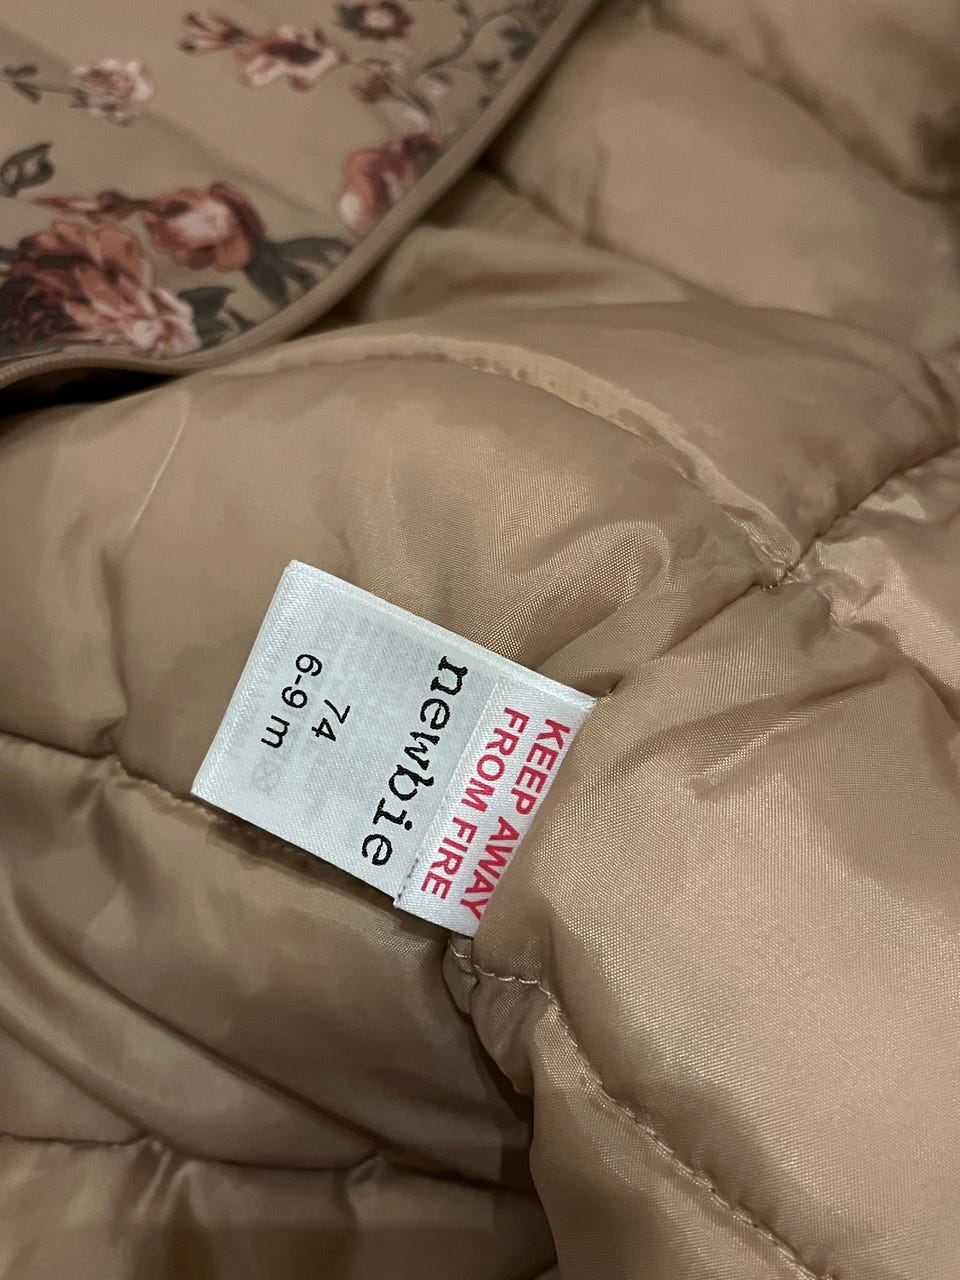 KEEP AWAY
FROM FIRE
newbie
74
6-9 m